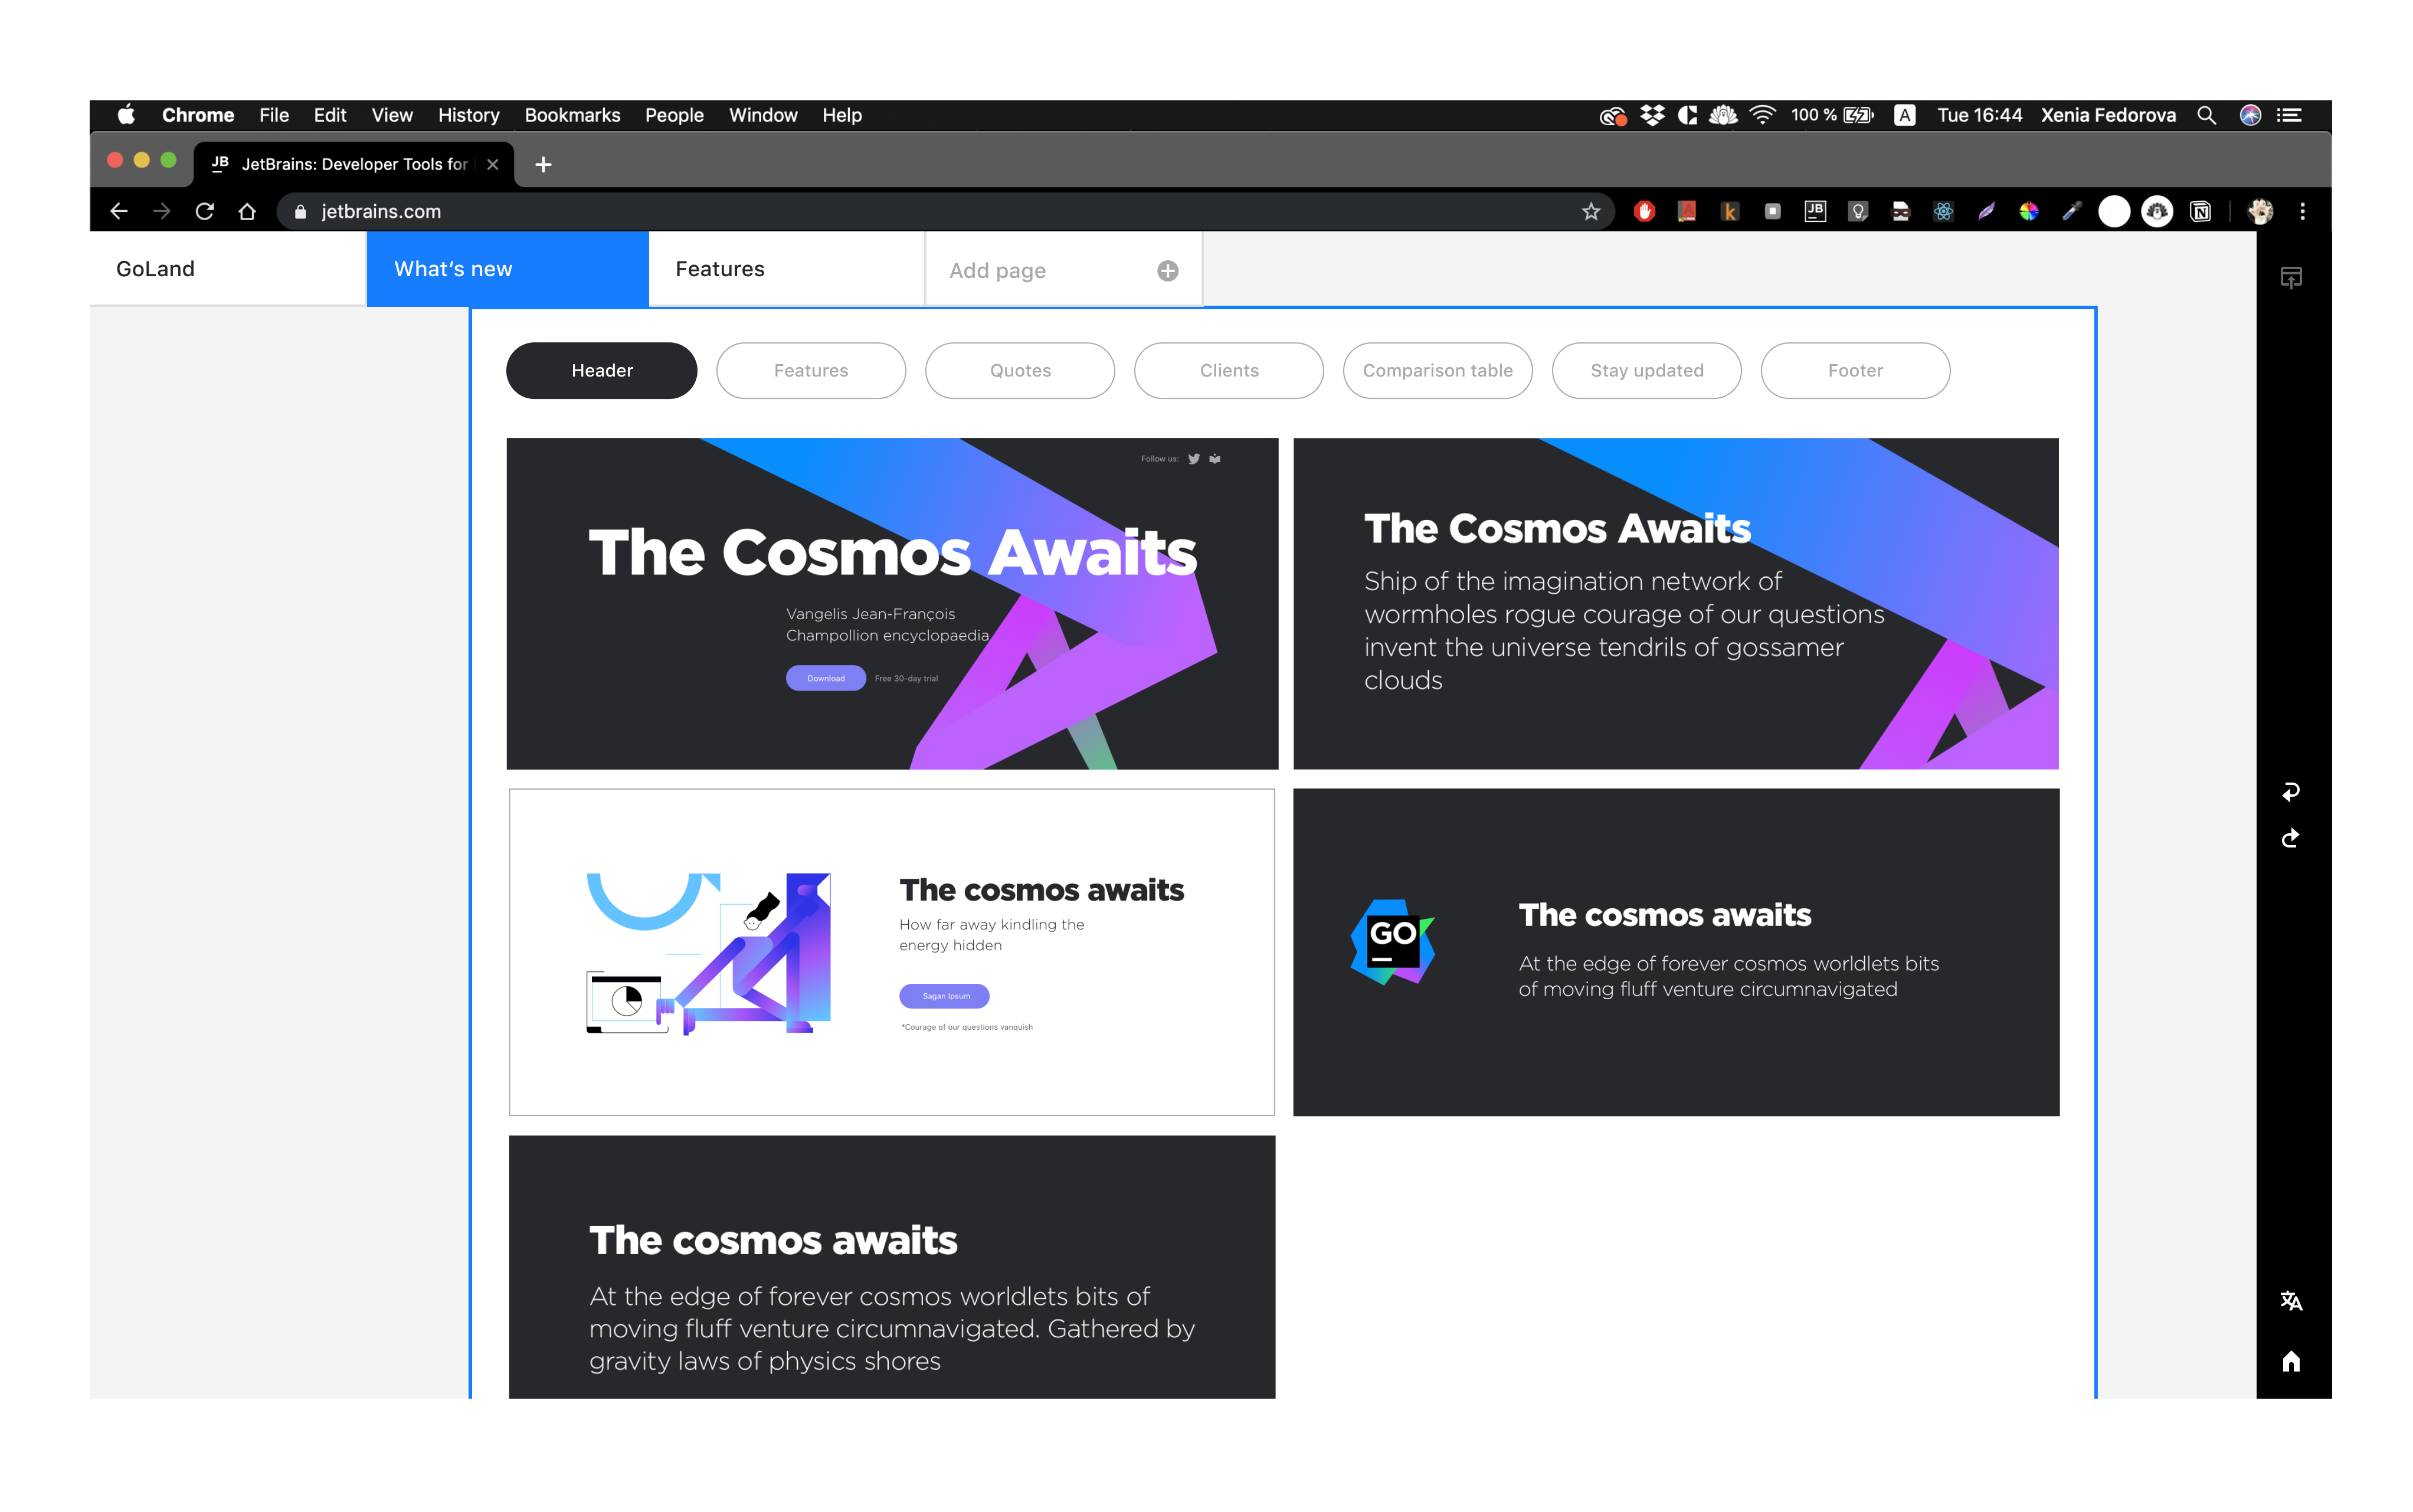 Chrome File Edit View History Bookmarks People Window Help 100 % A Tue 16:44 Xenia Fedorova
JB JetBrains: Developer Tools for
jetbrains.com
GoLand What's new Features Add page
Header Features Quotes Clients Comparison table Stay updated Footer
Follow us:
The Cosmos Awaits
Vangelis Jean-François
Champollion encyclopaedia
Download Free 30-day trial
The Cosmos Awaits
Ship of the imagination network of
wormholes rogue courage of our questions
invent the universe tendrils of gossamer
clouds
The cosmos awaits
How far away kindling the
energy hidden
Sagan Ipsum
*Courage of our questions vanquish
GO
The cosmos awaits
At the edge of forever cosmos worldlets bits
of moving fluff venture circumnavigated
The cosmos awaits
At the edge of forever cosmos worldlets bits of
moving fluff venture circumnavigated. Gathered by
gravity laws of physics shores